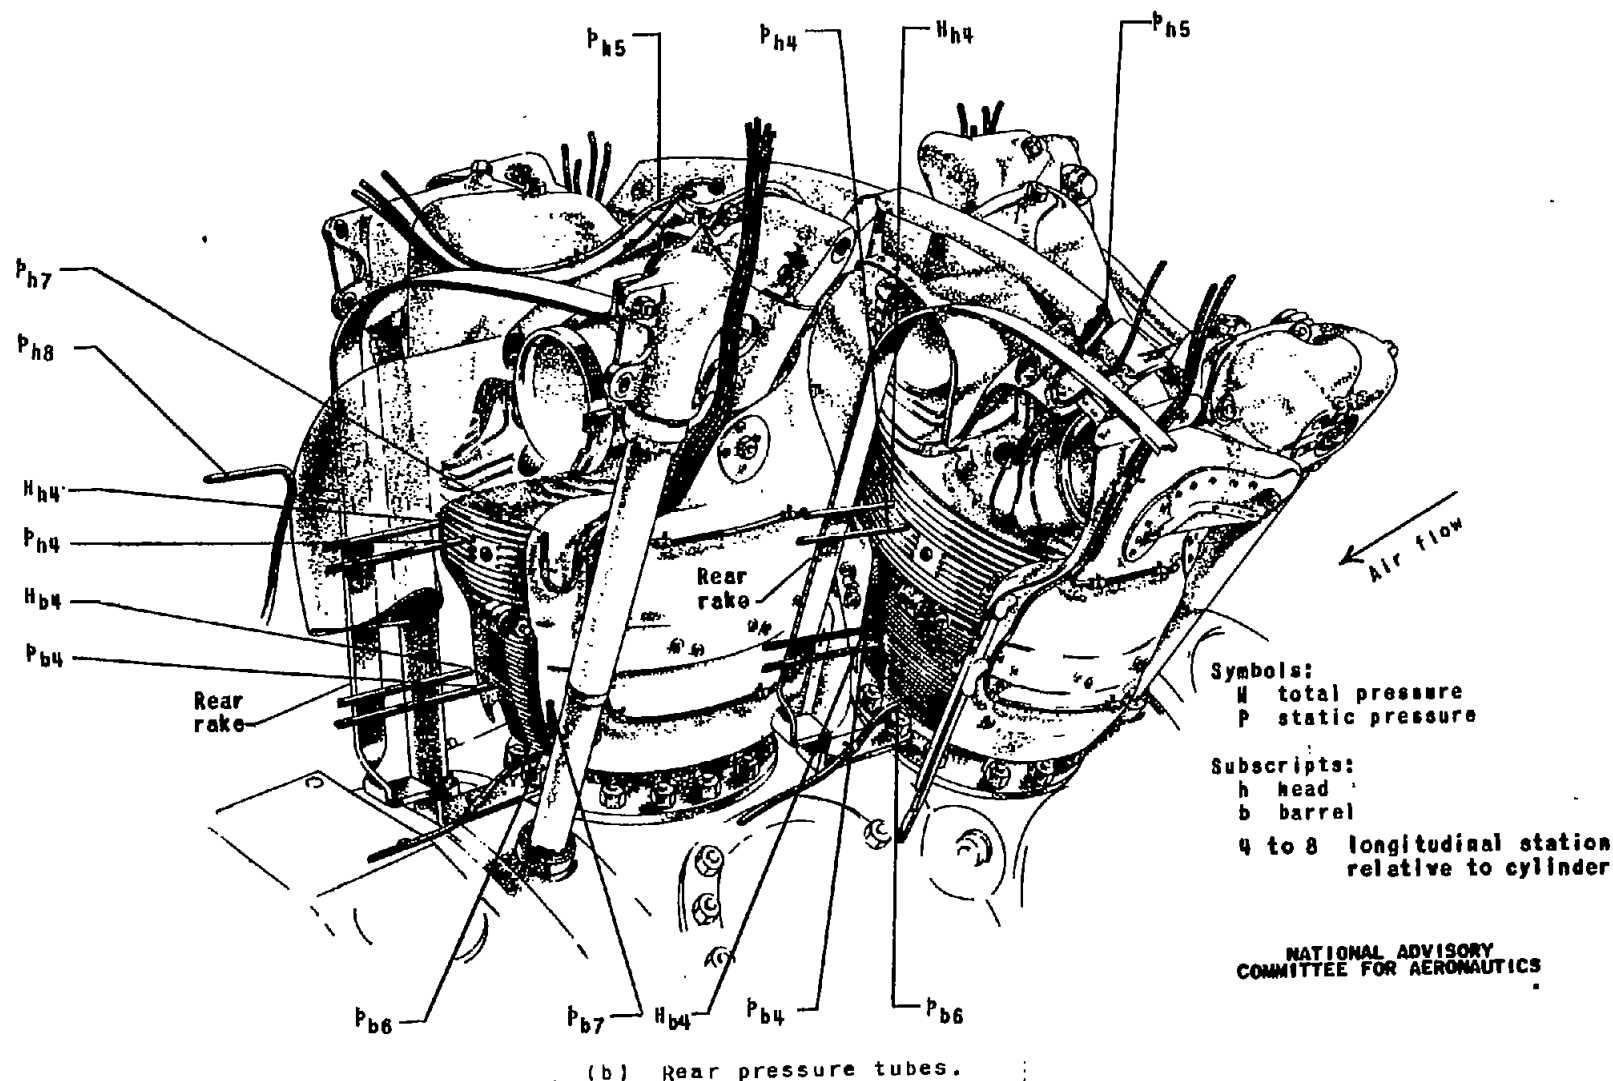 Ph5
Ph4
Hh4
Ph5
Ph7
Ph8
Hh4
Ph4
Hb4
Pb4
Rear
rake
Rear
rake
Air flow
Symbols:
H total pressure
P static pressure
Subscripts:
h head
b barrel
4 to 8 longitudinal station
relative to cylinder
NATIONAL ADVISORY
COMMITTEE FOR AERONAUTICS
Pb6
Pb7
Hb4
Pb4
Pb6
(b) Rear pressure tubes.